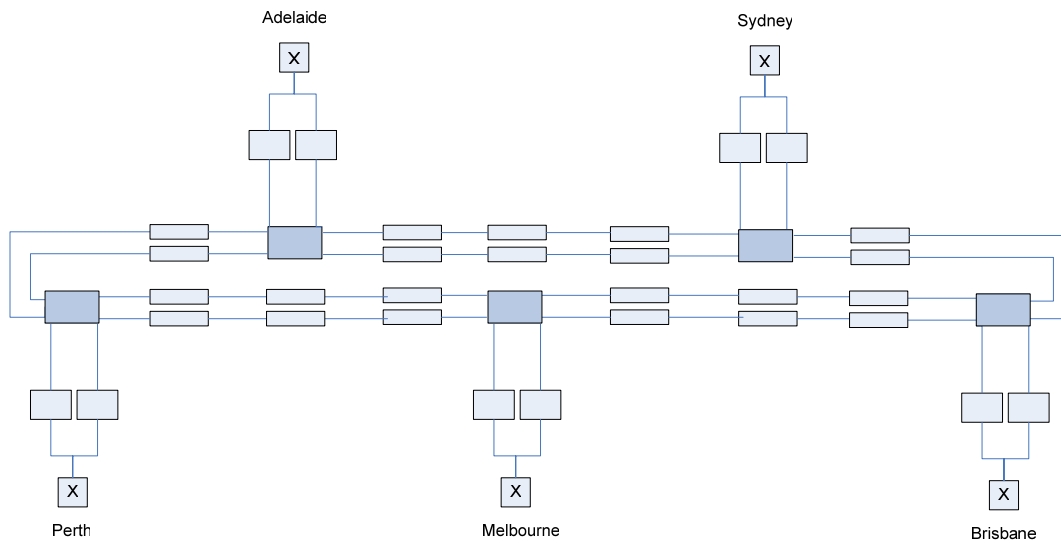 Adelaide
Sydney
X
X
X
X
X
Perth
Melbourne
Brisbane